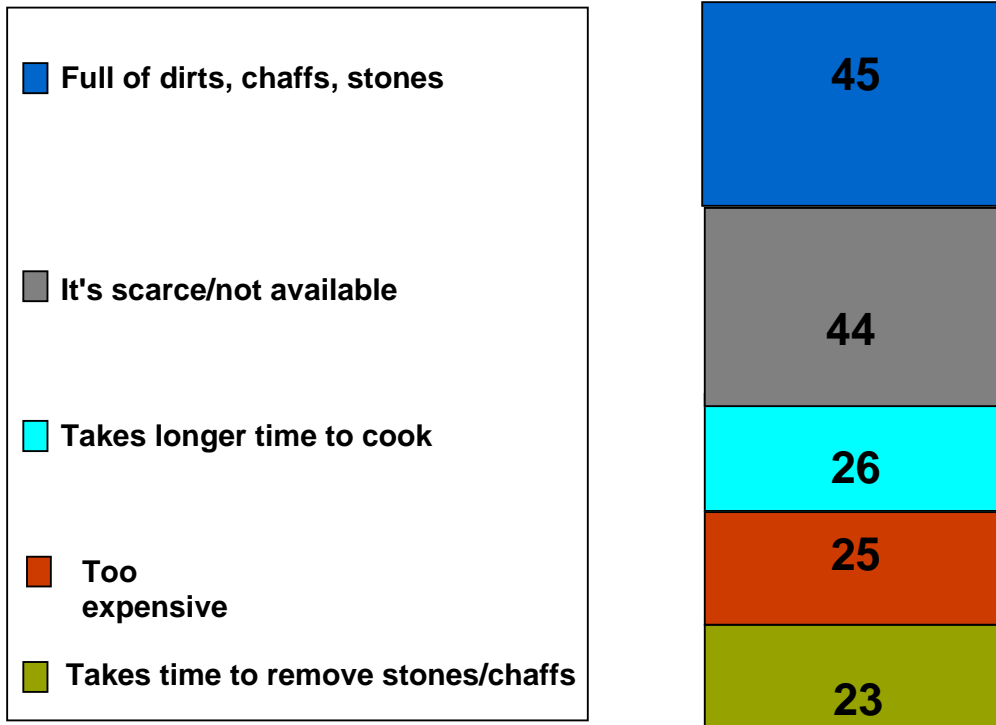 Full of dirts, chaffs, stones
45
It's scarce/not available
44
Takes longer time to cook
26
Too
expensive
25
Takes time to remove stones/chaffs
23